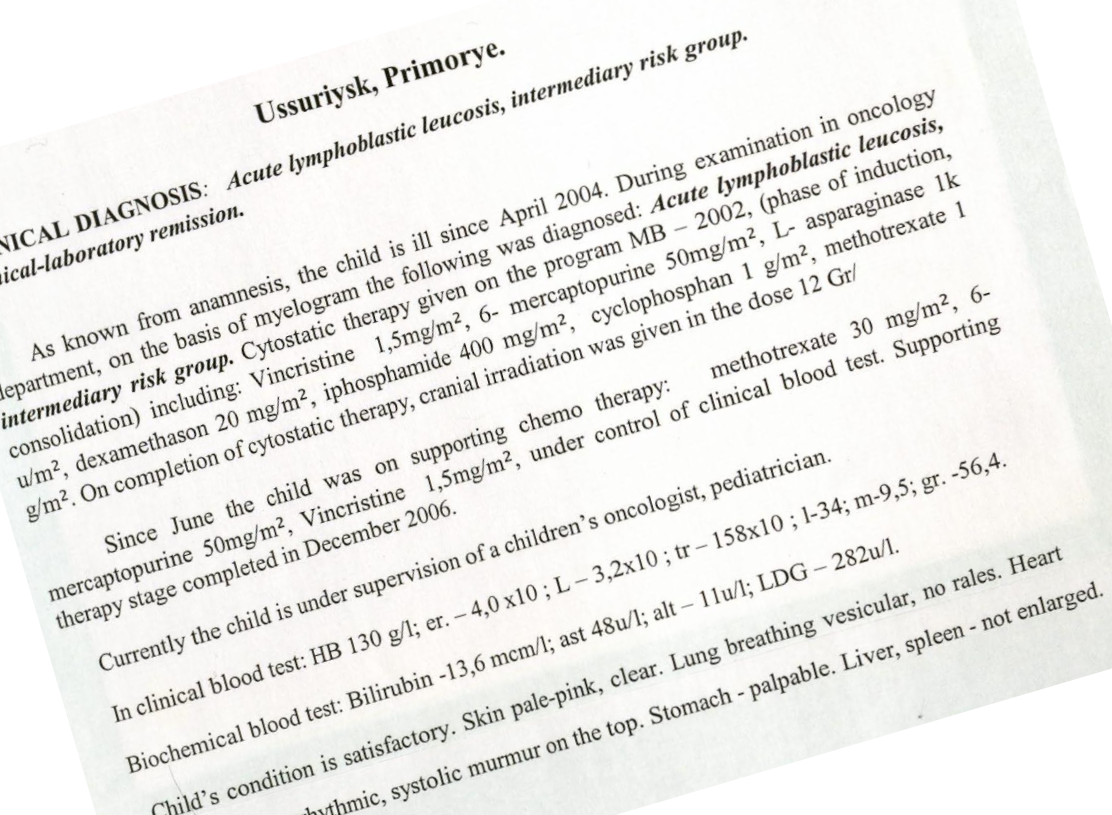 Ussuriysk, Primorye.
NICAL DIAGNOSIS: Acute lymphoblastic leucosis, intermediary risk group.
ical-laboratory remission.
As known from anamnesis, the child is ill since April 2004. During examination in oncology
department, on the basis of myelogram the following was diagnosed: Acute lymphoblastic leucosis,
intermediary risk group. Cytostatic therapy given on the program MB – 2002, (phase of induction,
consolidation) including: Vincristine 1,5mg/m², 6- mercaptopurine 50mg/m², L- asparaginase 1k
u/m², dexamethason 20 mg/m², iphosphamide 400 mg/m², cyclophosphan 1 g/m², methotrexate 1
g/m². On completion of cytostatic therapy, cranial irradiation was given in the dose 12 Gr/
Since June the child was on supporting chemo therapy: methotrexate 30 mg/m², 6-
mercaptopurine 50mg/m², Vincristine 1,5mg/m², under control of clinical blood test. Supporting
therapy stage completed in December 2006.
Currently the child is under supervision of a children's oncologist, pediatrician.
In clinical blood test: HB 130 g/l; er. – 4,0 x10 ; L – 3,2x10 ; tr – 158x10 ; l-34; m-9,5; gr. -56,4.
Biochemical blood test: Bilirubin -13,6 mcm/l; ast 48u/l; alt – 11u/l; LDG – 282u/l.
Child's condition is satisfactory. Skin pale-pink, clear. Lung breathing vesicular, no rales. Heart
hythmic, systolic murmur on the top. Stomach - palpable. Liver, spleen - not enlarged.